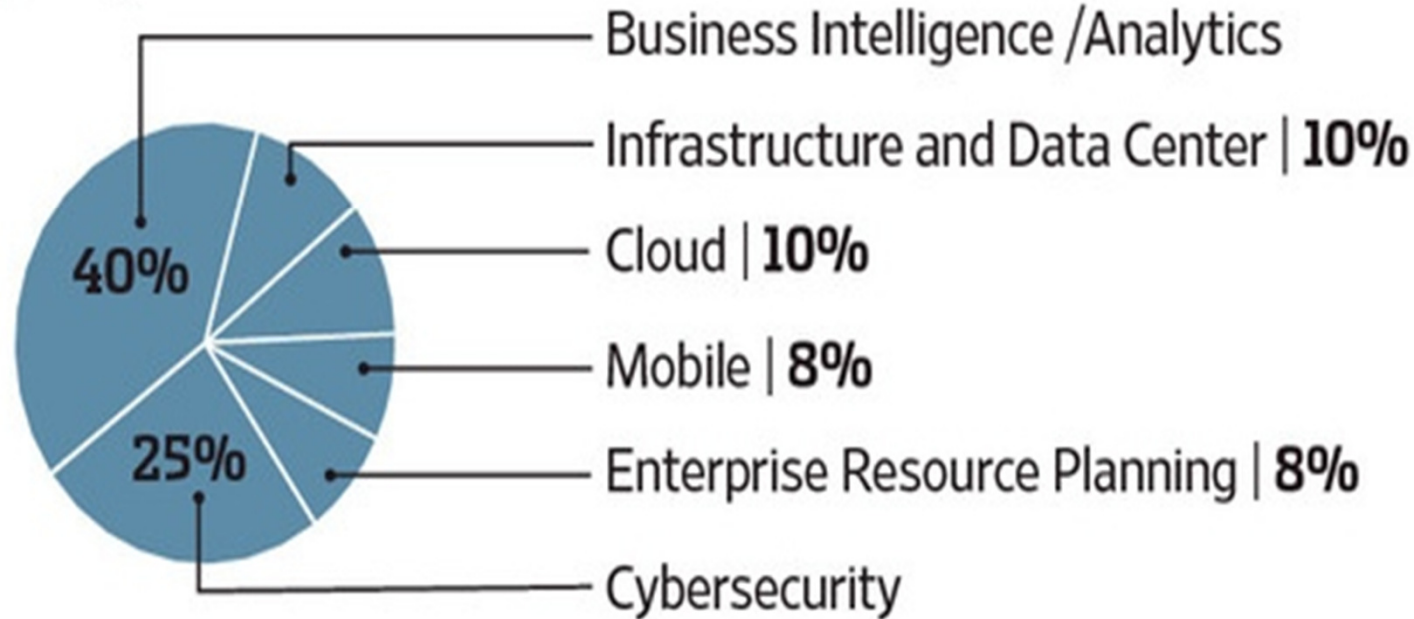 Business Intelligence /Analytics
40%
Infrastructure and Data Center | 10%
Cloud | 10%
Mobile | 8%
Enterprise Resource Planning | 8%
25%
Cybersecurity